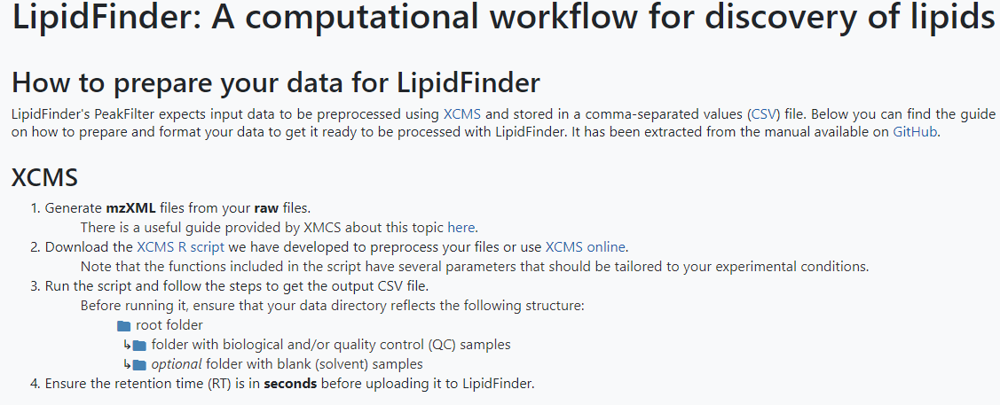 LipidFinder: A computational workflow for discovery of lipids
How to prepare your data for LipidFinder
LipidFinder's PeakFilter expects input data to be preprocessed using XCMS and stored in a comma-separated values (CSV) file. Below you can find the guide
on how to prepare and format your data to get it ready to be processed with LipidFinder. It has been extracted from the manual available on GitHub.
XCMS
1. Generate mzXML files from your raw files.
There is a useful guide provided by XMCS about this topic here.
2. Download the XCMS R script we have developed to preprocess your files or use XCMS online.
Note that the functions included in the script have several parameters that should be tailored to your experimental conditions.
3. Run the script and follow the steps to get the output CSV file.
Before running it, ensure that your data directory reflects the following structure:
root folder
↳ folder with biological and/or quality control (QC) samples
↳ optional folder with blank (solvent) samples
4. Ensure the retention time (RT) is in seconds before uploading it to LipidFinder.